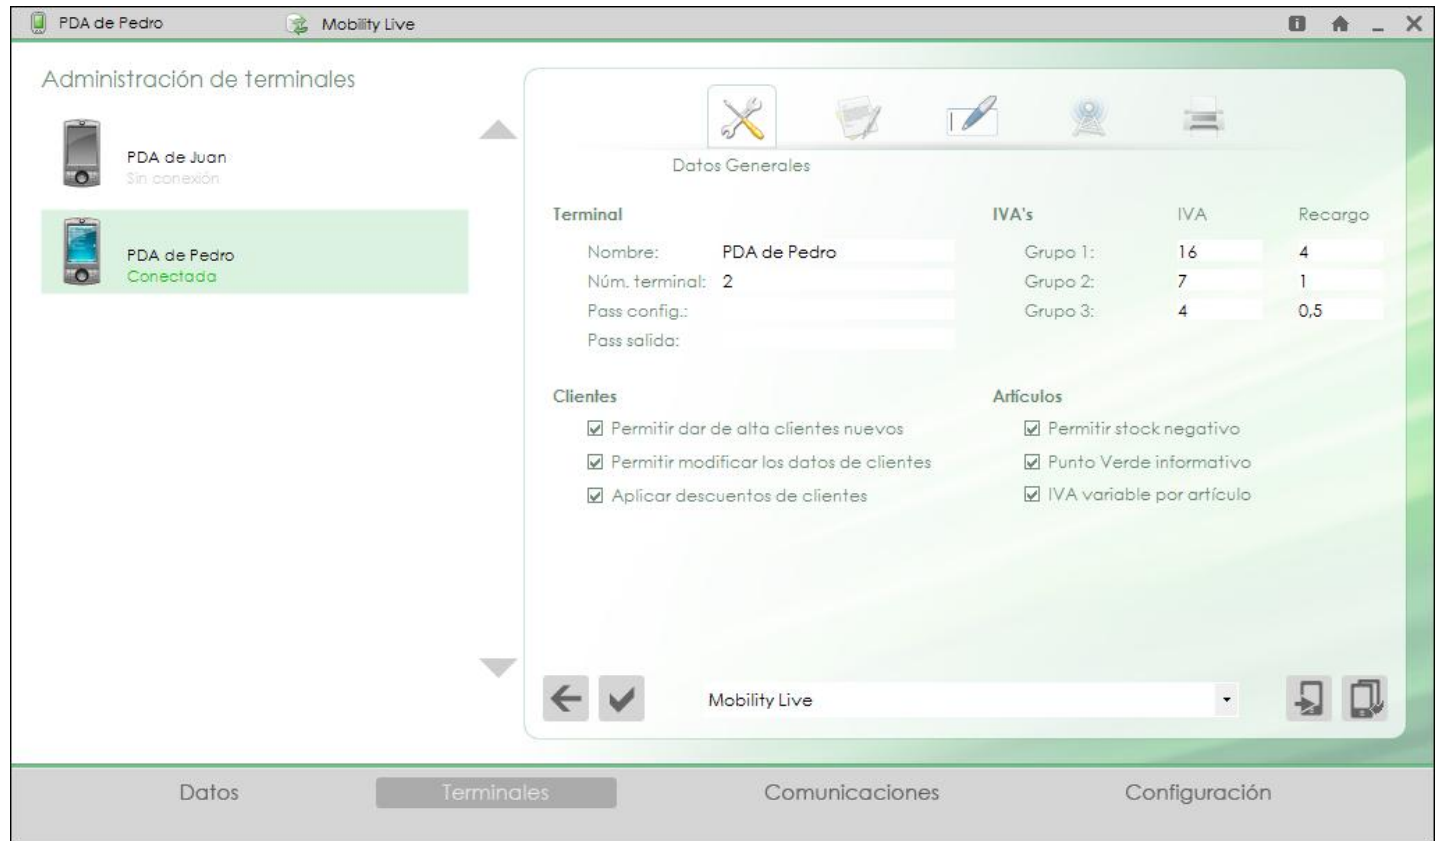 PDA de Pedro Mobility Live
Administración de terminales
PDA de Juan
Sin conexión
PDA de Pedro
Conectada
Datos Generales
Terminal
Nombre: PDA de Pedro
Núm. terminal: 2
Pass config.:
Pass salida:
IVA's IVA Recargo
Grupo 1: 16 4
Grupo 2: 7 1
Grupo 3: 4 0,5
Clientes
Permitir dar de alta clientes nuevos
Permitir modificar los datos de clientes
Aplicar descuentos de clientes
Artículos
Permitir stock negativo
Punto Verde informativo
IVA variable por artículo
Mobility Live
Datos Terminales Comunicaciones Configuración